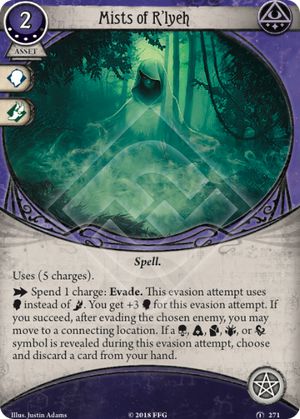 2
Mists of R'lyeh
ASSET
Spell.
Uses (5 charges).
Spend 1 charge: Evade. This evasion attempt uses
instead of . You get +3 for this evasion attempt. If
you succeed, after evading the chosen enemy, you may
move to a connecting location. If a , , , , or
symbol is revealed during this evasion attempt, choose
and discard a card from your hand.
Illus. Justin Adams
© 2018 FFG
271